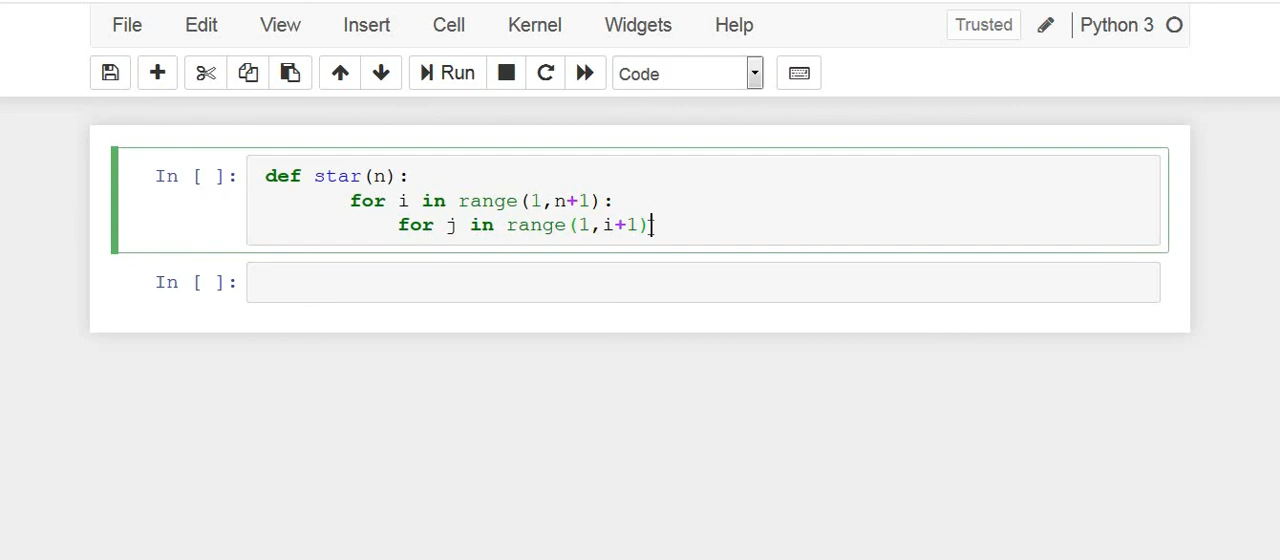 File Edit View Insert Cell Kernel Widgets Help Trusted Python 3
Run Code
In [ ]: def star(n):
for i in range(1,n+1):
for j in range(1,i+1)
In [ ]: